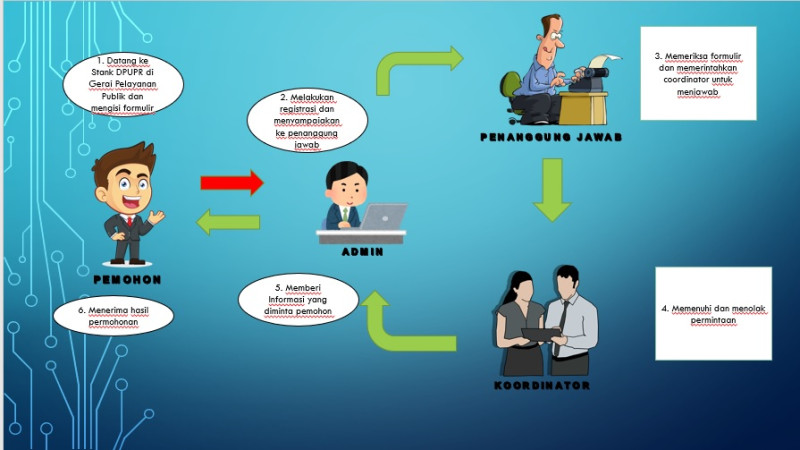 1. Datang ke
Stank DPUPR di
Gerai Pelayanan
Publik dan
mengisi formulir
2. Melakukan
registrasi dan
menyampaiakan
ke penanggung
jawab
3. Memeriksa formulir
dan memerintahkan
coordinator untuk
menjawab
PENANGGUNG JAWAB
ADMIN
PEMOHON
5. Memberi
Informasi yang
diminta pemohon
4. Memenuhi dan menolak
permintaan
6. Menerima hasil
permohonan
KOORDINATOR